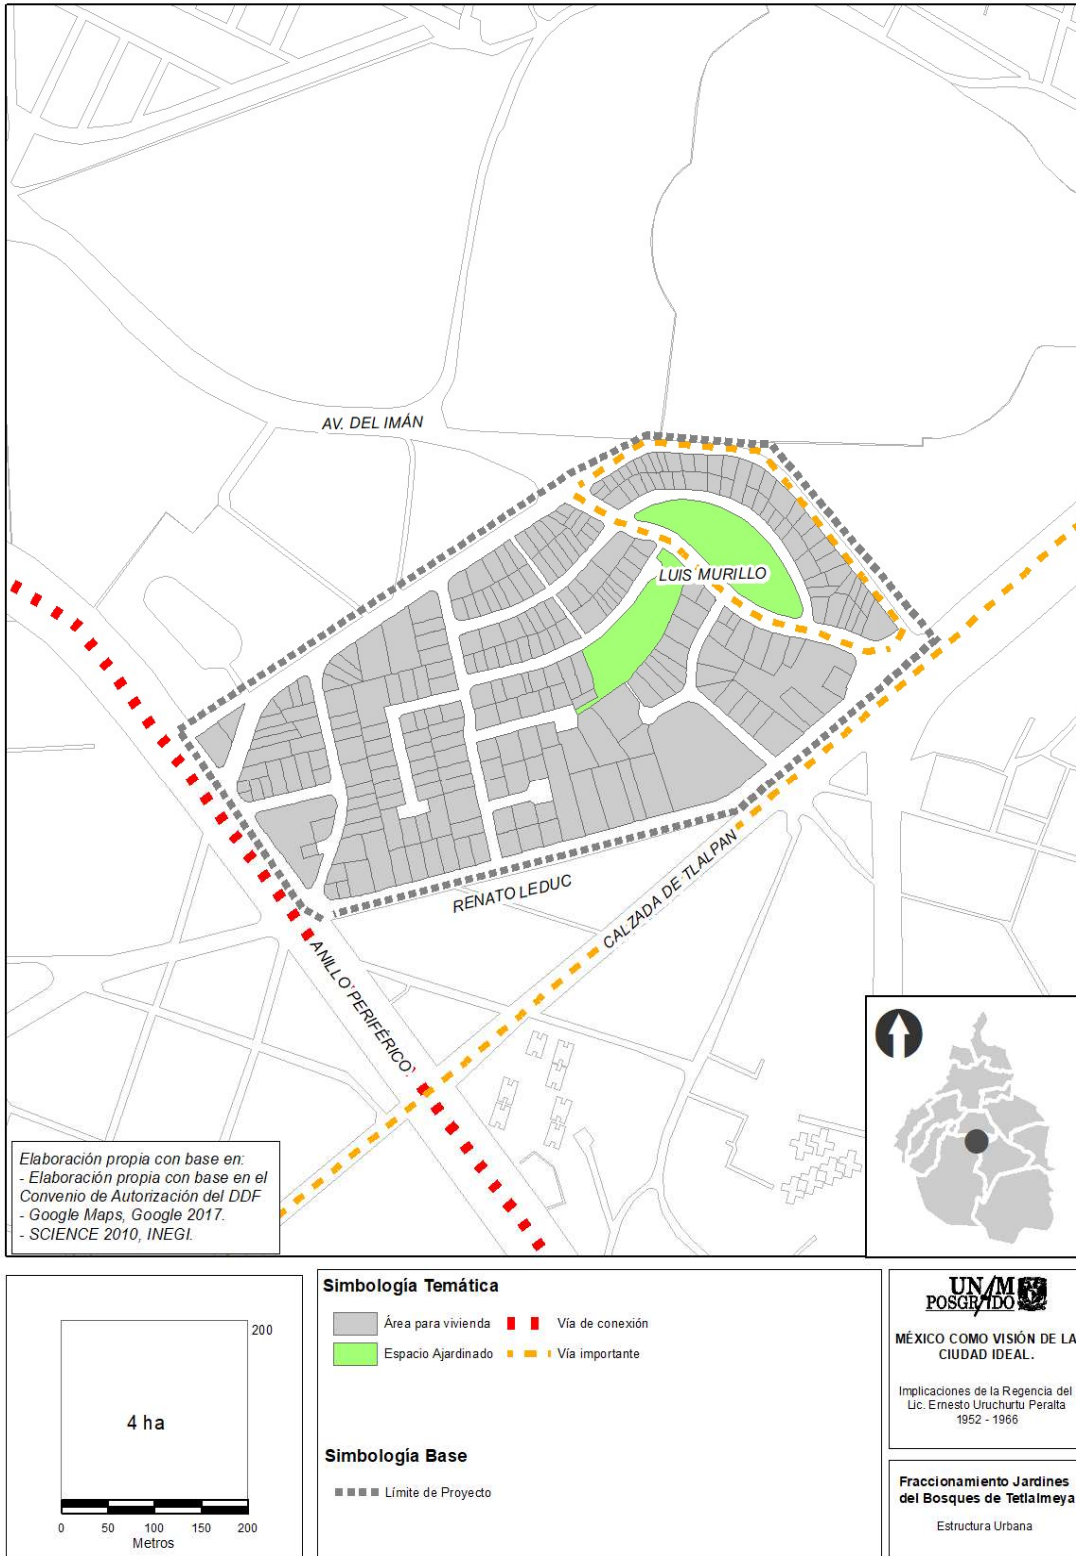 AV. DEL IMÁN
LUIS MURILLO
RENATO LEDUC
CALZADA DE TLALPAN
ANILLO PERIFÉRICO
Elaboración propia con base en:
- Elaboración propia con base en el
Convenio de Autorización del DDF
- Google Maps, Google 2017.
- SCIENCE 2010, INEGI.
200
4 ha
0 50 100 150 200
Metros
Simbología Temática
Área para vivienda
Vía de conexión
Espacio Ajardinado
Vía importante
Simbología Base
Límite de Proyecto
UNAM
POSGRADO
MÉXICO COMO VISIÓN DE LA
CIUDAD IDEAL.
Implicaciones de la Regencia del
Lic. Ernesto Uruchurtu Peralta
1952 - 1966
Fraccionamiento Jardines
del Bosques de Tetlalmeya
Estructura Urbana